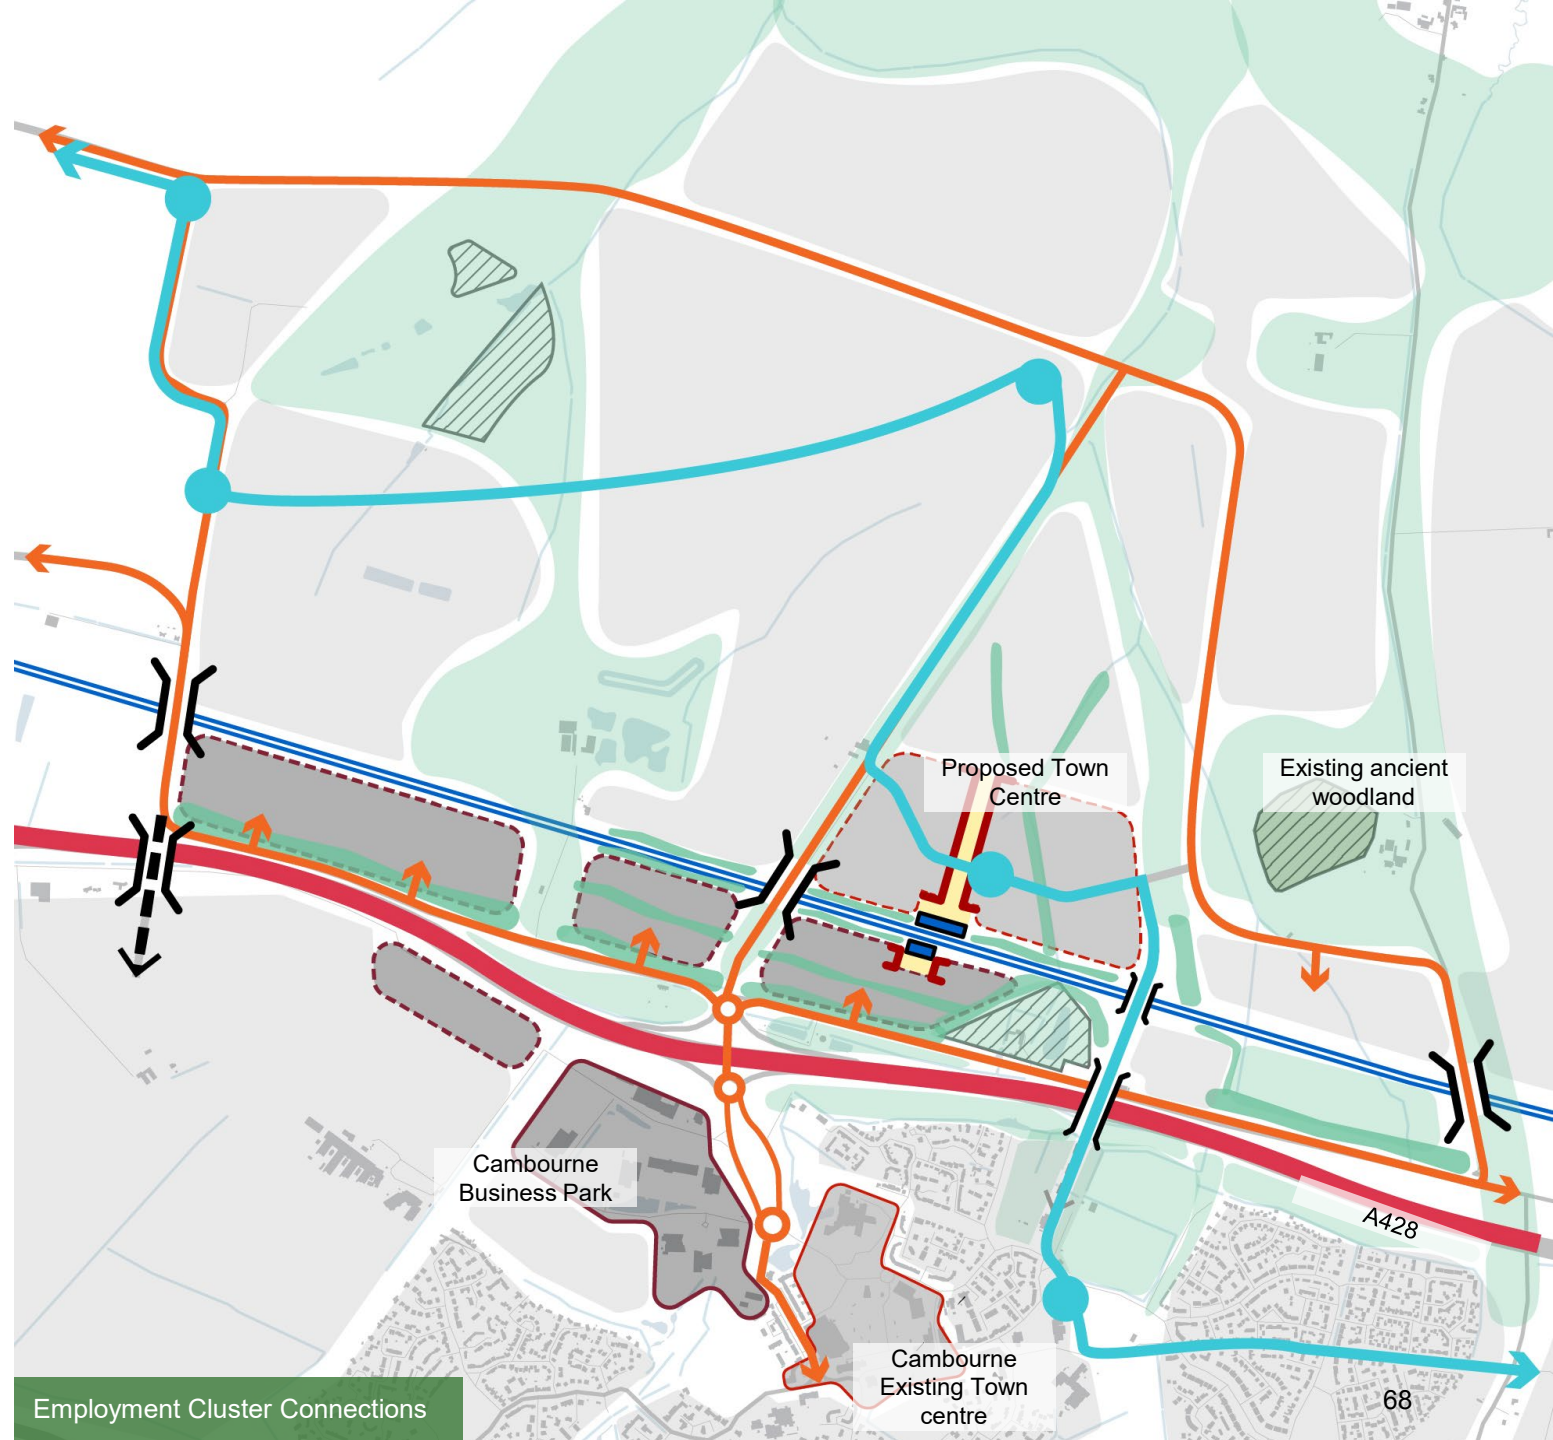 Proposed Town
Centre
Existing ancient
woodland
Cambourne
Business Park
A428
Cambourne
Existing Town
centre
68
Employment Cluster Connections